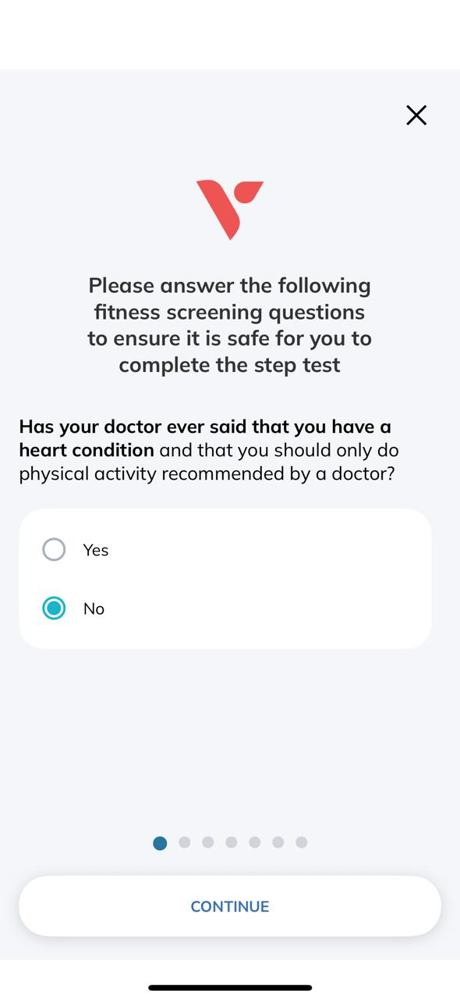 Please answer the following
fitness screening questions
to ensure it is safe for you to
complete the step test
Has your doctor ever said that you have a
heart condition and that you should only do
physical activity recommended by a doctor?
Yes
No
CONTINUE